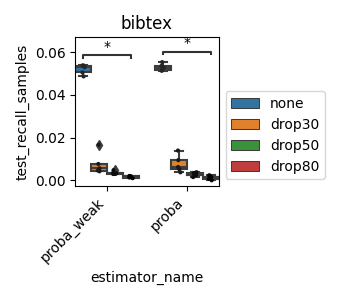 bibtex
test_recall_samples
0.06
0.04
0.02
0.00
*
*
proba_weak
proba
estimator_name
none
drop30
drop50
drop80